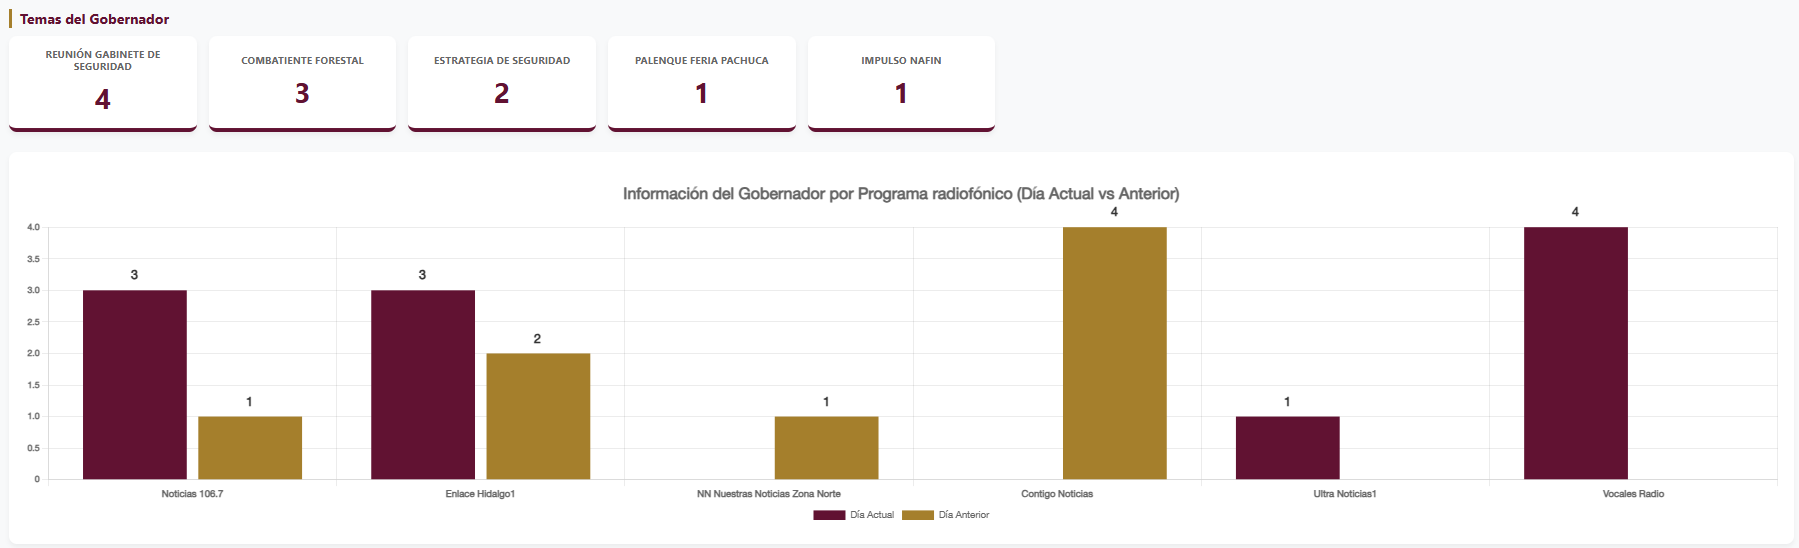 Temas del Gobernador
REUNIÓN GABINETE DE
SEGURIDAD
4
COMBATIENTE FORESTAL
3
ESTRATEGIA DE SEGURIDAD
2
PALENQUE FERIA PACHUCA
1
IMPULSO NAFIN
1
Información del Gobernador por Programa radiofónico (Día Actual vs Anterior)
4.0
3.5
3.0
2.5
2.0
1.5
1.0
0.5
0
3
1
3
2
1
4
1
4
Noticias 106.7
Enlace Hidalgo1
NN Nuestras Noticias Zona Norte
Contigo Noticias
Ultra Noticias1
Vocales Radio
Día Actual
Día Anterior